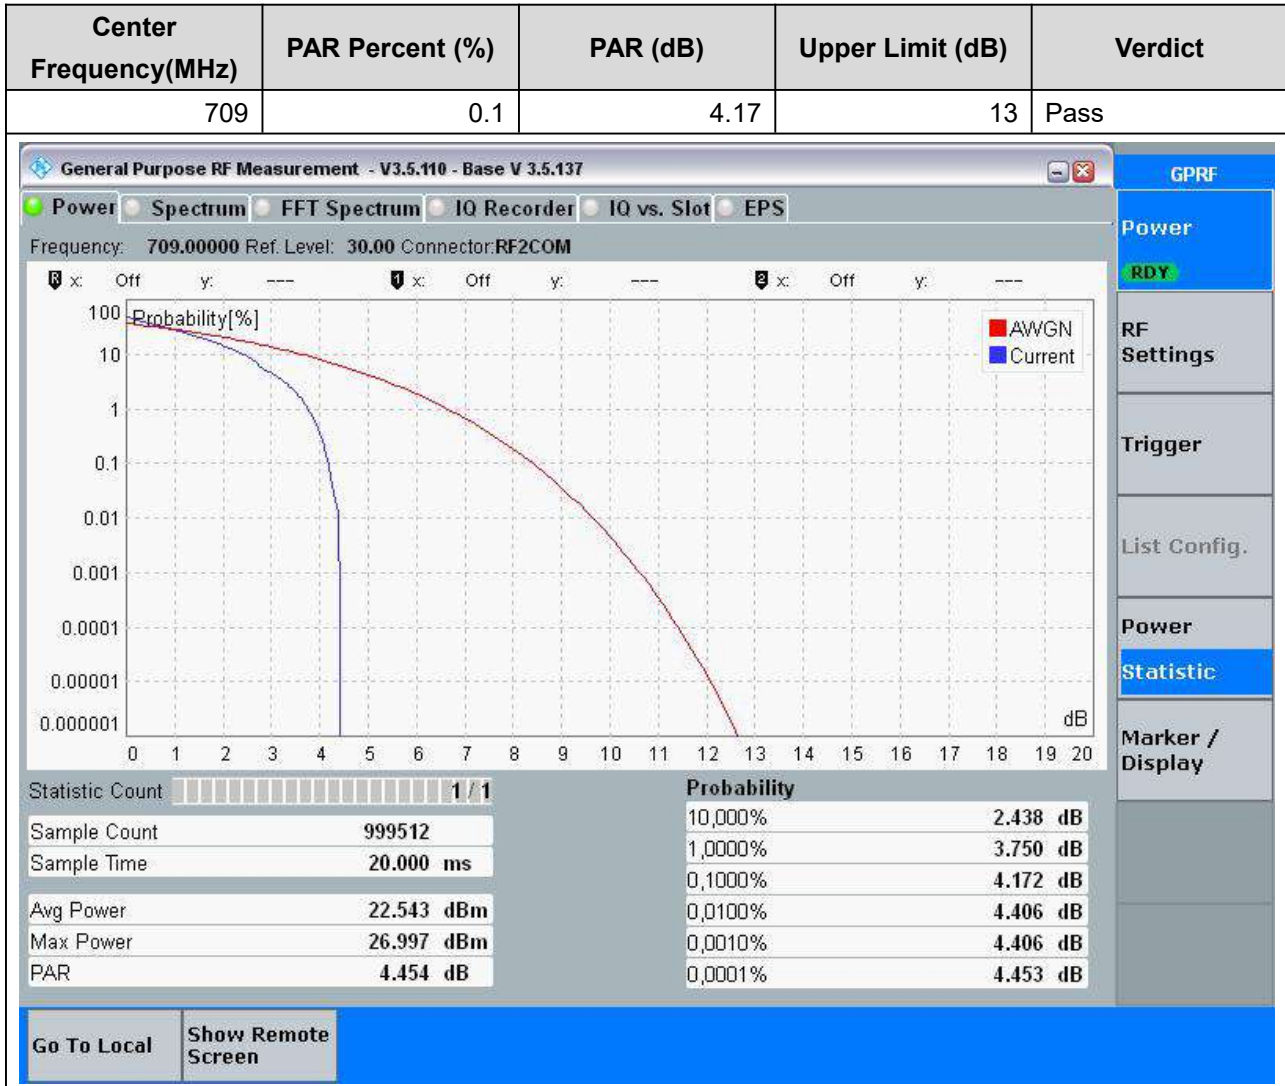 Center Frequency(MHz) PAR Percent (%) PAR (dB) Upper Limit (dB) Verdict
709 0.1 4.17 13 Pass
General Purpose RF Measurement - V3.5.110 - Base V 3.5.137
GPRF
Power Spectrum FFT Spectrum IQ Recorder IQ vs. Slot EPS
Frequency: 709.00000 Ref. Level: 30.00 Connector:RF2COM
R x: Off y: --- 1 x: Off y: --- 2 x: Off y: ---
Probability[%]
AWGN
Current
100
10
1
0.1
0.01
0.001
0.0001
0.00001
0.000001
dB
0 1 2 3 4 5 6 7 8 9 10 11 12 13 14 15 16 17 18 19 20
Statistic Count 1 / 1
Sample Count 999512
Sample Time 20.000 ms
Avg Power 22.543 dBm
Max Power 26.997 dBm
PAR 4.454 dB
Probability
10,000% 2.438 dB
1,0000% 3.750 dB
0,1000% 4.172 dB
0,0100% 4.406 dB
0,0010% 4.406 dB
0,0001% 4.453 dB
Power
RDY
RF
Settings
Trigger
List Config.
Power
Statistic
Marker /
Display
Go To Local
Show Remote
Screen